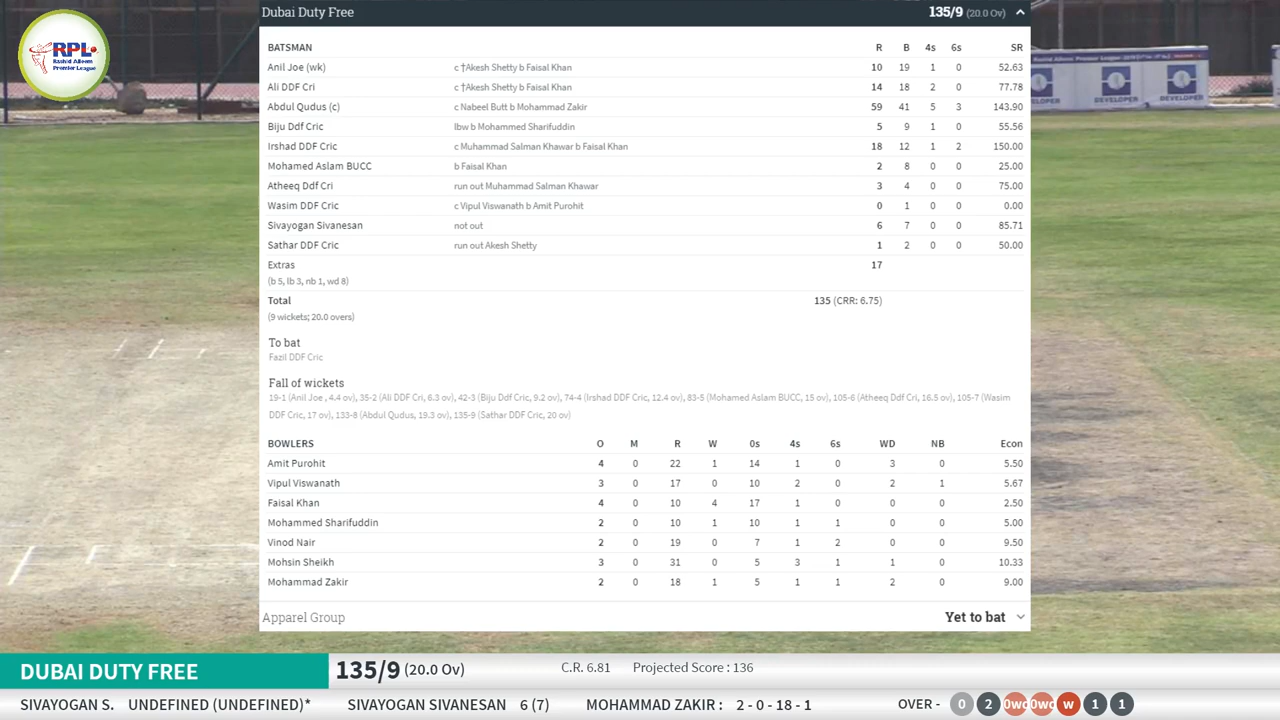 Dubai Duty Free 135/9 (20.0 Ov)
RPL
Rashid Alleem
Premier League
BATSMAN R B 4s 6s SR
Anil Joe (wk) c †Akesh Shetty b Faisal Khan 10 19 1 0 52.63
Ali DDF Cri c †Akesh Shetty b Faisal Khan 14 18 2 0 77.78
Abdul Qudus (c) c Nabeel Butt b Mohammad Zakir 59 41 5 3 143.90
Biju Ddf Cric lbw b Mohammed Sharifuddin 5 9 1 0 55.56
Irshad DDF Cric c Muhammad Salman Khawar b Faisal Khan 18 12 1 2 150.00
Mohamed Aslam BUCC b Faisal Khan 2 8 0 0 25.00
Atheeq Ddf Cri run out Muhammad Salman Khawar 3 4 0 0 75.00
Wasim DDF Cric c Vipul Viswanath b Amit Purohit 0 1 0 0 0.00
Sivayogan Sivanesan not out 6 7 0 0 85.71
Sathar DDF Cric run out Akesh Shetty 1 2 0 0 50.00
Extras 17
(b 5, lb 3, nb 1, wd 8)
Total 135 (CRR: 6.75)
(9 wickets; 20.0 overs)
To bat
Fazil DDF Cric
Fall of wickets
19-1 (Anil Joe , 4.4 ov), 35-2 (Ali DDF Cri, 6.3 ov), 42-3 (Biju Ddf Cric, 9.2 ov), 74-4 (Irshad DDF Cric, 12.4 ov), 83-5 (Mohamed Aslam BUCC, 15 ov), 105-6 (Atheeq Ddf Cri, 16.5 ov), 105-7 (Wasim
DDF Cric, 17 ov), 133-8 (Abdul Qudus, 19.3 ov), 135-9 (Sathar DDF Cric, 20 ov)
BOWLERS O M R W 0s 4s 6s WD NB Econ
Amit Purohit 4 0 22 1 14 1 0 3 0 5.50
Vipul Viswanath 3 0 17 0 10 2 0 2 1 5.67
Faisal Khan 4 0 10 4 17 1 0 0 0 2.50
Mohammed Sharifuddin 2 0 10 1 10 1 1 0 0 5.00
Vinod Nair 2 0 19 0 7 1 2 0 0 9.50
Mohsin Sheikh 3 0 31 0 5 3 1 1 0 10.33
Mohammad Zakir 2 0 18 1 5 1 1 2 0 9.00
Apparel Group Yet to bat
DEVELOPER DEVELOPER DEVELOPER
DUBAI DUTY FREE 135/9 (20.0 Ov) C.R. 6.81 Projected Score : 136
SIVAYOGAN S. UNDEFINED (UNDEFINED)* SIVAYOGAN SIVANESAN 6 (7) MOHAMMAD ZAKIR : 2 - 0 - 18 - 1 OVER - 0 2 0wd 0wd w 1 1